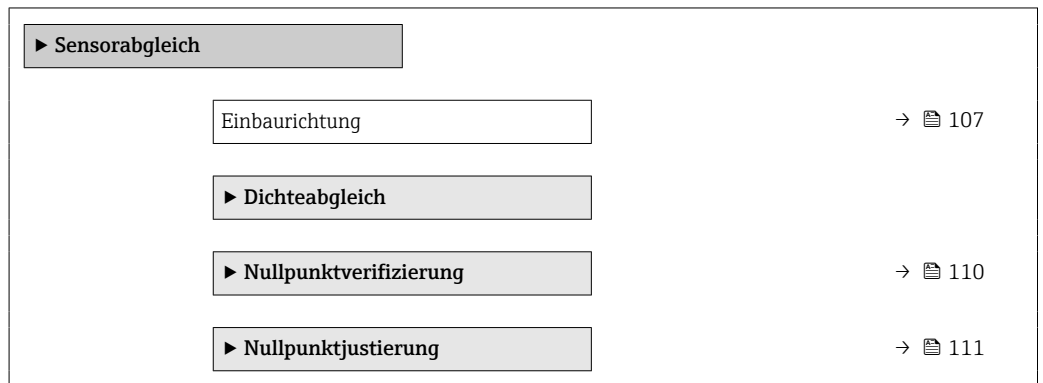 ▶ Sensorabgleich
Einbaurichtung → 🖺 107
▶ Dichteabgleich
▶ Nullpunktverifizierung → 🖺 110
▶ Nullpunktjustierung → 🖺 111